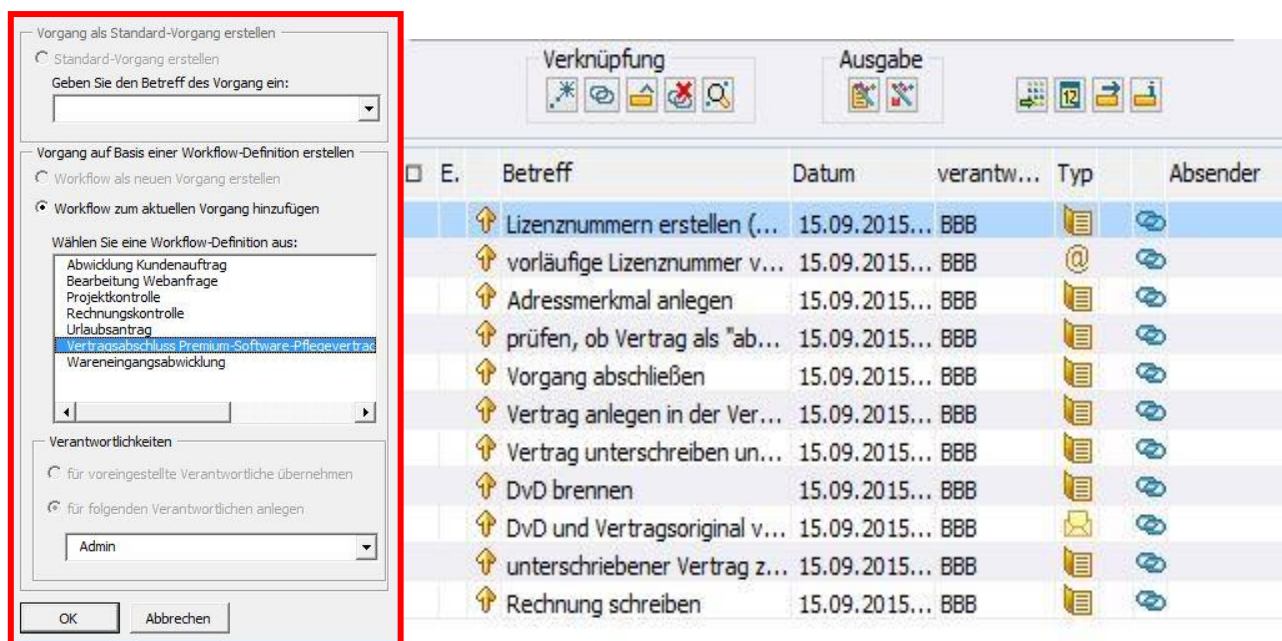 Vorgang als Standard-Vorgang erstellen
Standard-Vorgang erstellen
Geben Sie den Betreff des Vorgang ein:
Vorgang auf Basis einer Workflow-Definition erstellen
Workflow als neuen Vorgang erstellen
Workflow zum aktuellen Vorgang hinzufügen
Wählen Sie eine Workflow-Definition aus:
Abwicklung Kundenauftrag
Bearbeitung Webanfrage
Projektkontrolle
Rechnungskontrolle
Urlaubsantrag
Vertragsabschluss Premium-Software-Pflegevertrag
Wareneingangsabwicklung
Verantwortlichkeiten
für voreingestellte Verantwortliche übernehmen
für folgenden Verantwortlichen anlegen
Admin
OK Abbrechen
Verknüpfung Ausgabe
12
E. Betreff Datum verantw... Typ Absender
Lizenznummern erstellen (... 15.09.2015... BBB
vorläufige Lizenznummer v... 15.09.2015... BBB @
Adressmerkmal anlegen 15.09.2015... BBB
prüfen, ob Vertrag als "ab... 15.09.2015... BBB
Vorgang abschließen 15.09.2015... BBB
Vertrag anlegen in der Ver... 15.09.2015... BBB
Vertrag unterschreiben un... 15.09.2015... BBB
DvD brennen 15.09.2015... BBB
DvD und Vertragsoriginal v... 15.09.2015... BBB
unterschriebener Vertrag z... 15.09.2015... BBB
Rechnung schreiben 15.09.2015... BBB